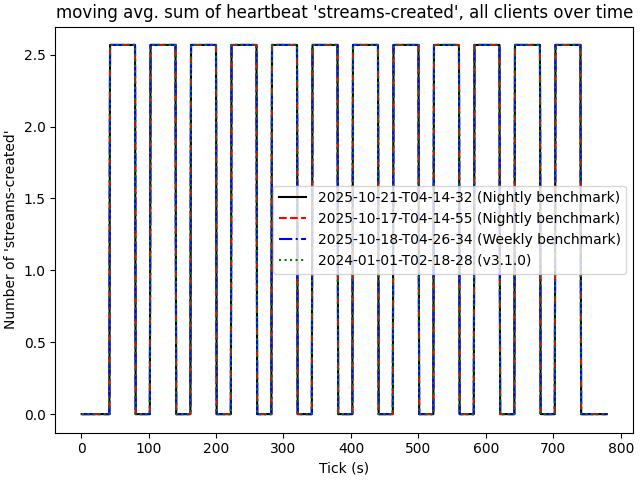 moving avg. sum of heartbeat 'streams-created', all clients over time
2.5
2.0
1.5
1.0
0.5
0.0
Number of 'streams-created'
2025-10-21-T04-14-32 (Nightly benchmark)
2025-10-17-T04-14-55 (Nightly benchmark)
2025-10-18-T04-26-34 (Weekly benchmark)
2024-01-01-T02-18-28 (v3.1.0)
0 100 200 300 400 500 600 700 800
Tick (s)